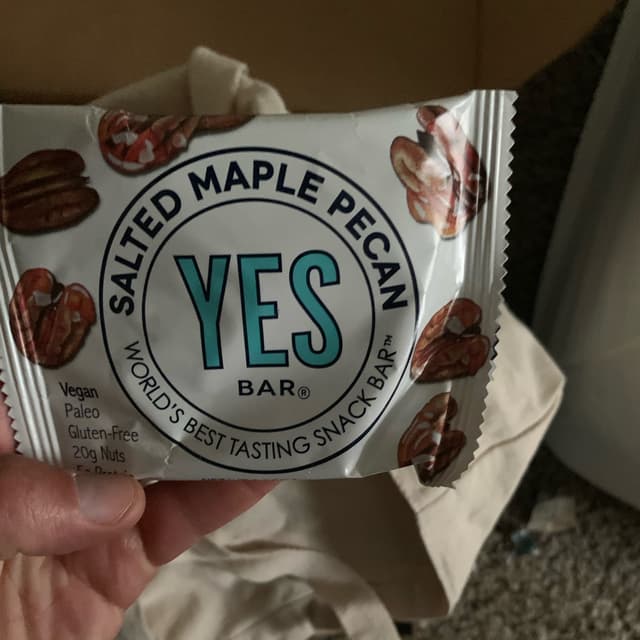 SALTED MAPLE PECAN
YES
BAR®
WORLD'S BEST TASTING SNACK BAR™
Vegan
Paleo
Gluten-Free
20g Nuts